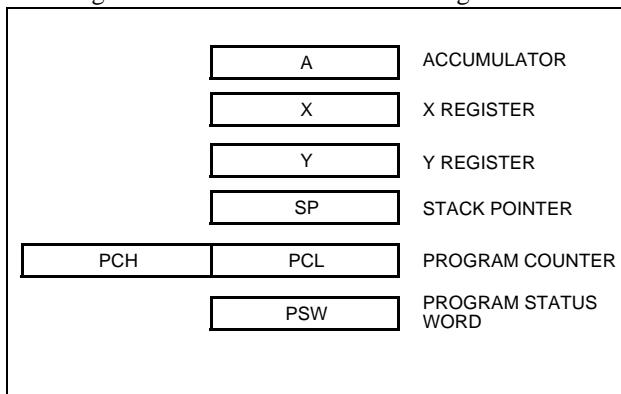 A ACCUMULATOR
X X REGISTER
Y Y REGISTER
SP STACK POINTER
PCH PCL PROGRAM COUNTER
PSW PROGRAM STATUS
WORD